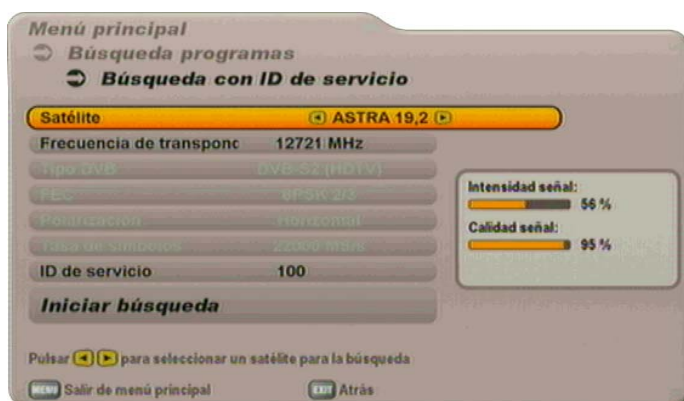 Menú principal
Búsqueda programas
Búsqueda con ID de servicio
Satélite ASTRA 19,2
Frecuencia de transponc 12721 MHz
Tipo DVB DVB-S2 (HDTV)
FEC 8PSK 2/3
Polarización Horizontal
Tasa de símbolos 22000 MS/s
ID de servicio 100
Iniciar búsqueda
Intensidad señal:
56 %
Calidad señal:
95 %
Pulsar para seleccionar un satélite para la búsqueda
MENU Salir de menú principal EXIT Atrás